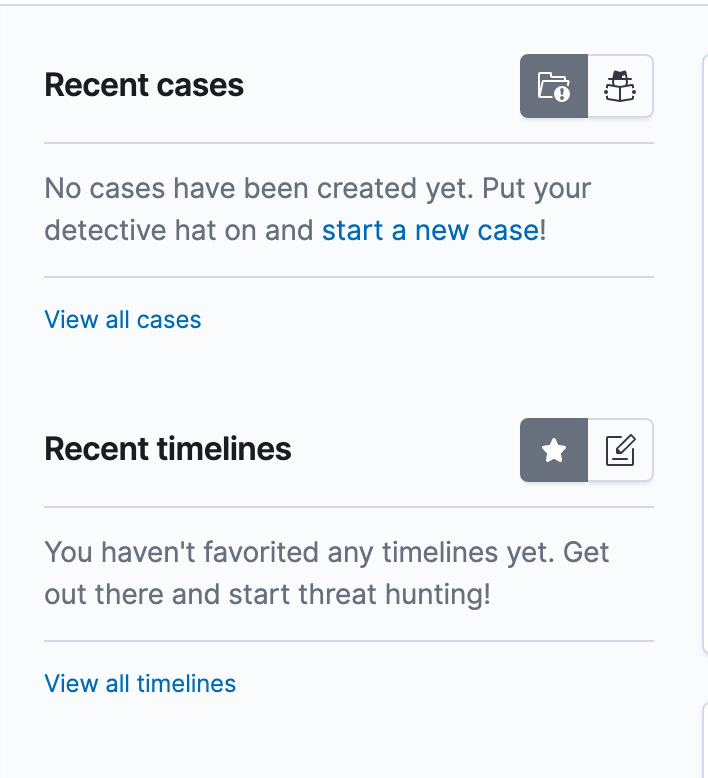 Recent cases
No cases have been created yet. Put your
detective hat on and start a new case!
View all cases
Recent timelines
You haven't favorited any timelines yet. Get
out there and start threat hunting!
View all timelines